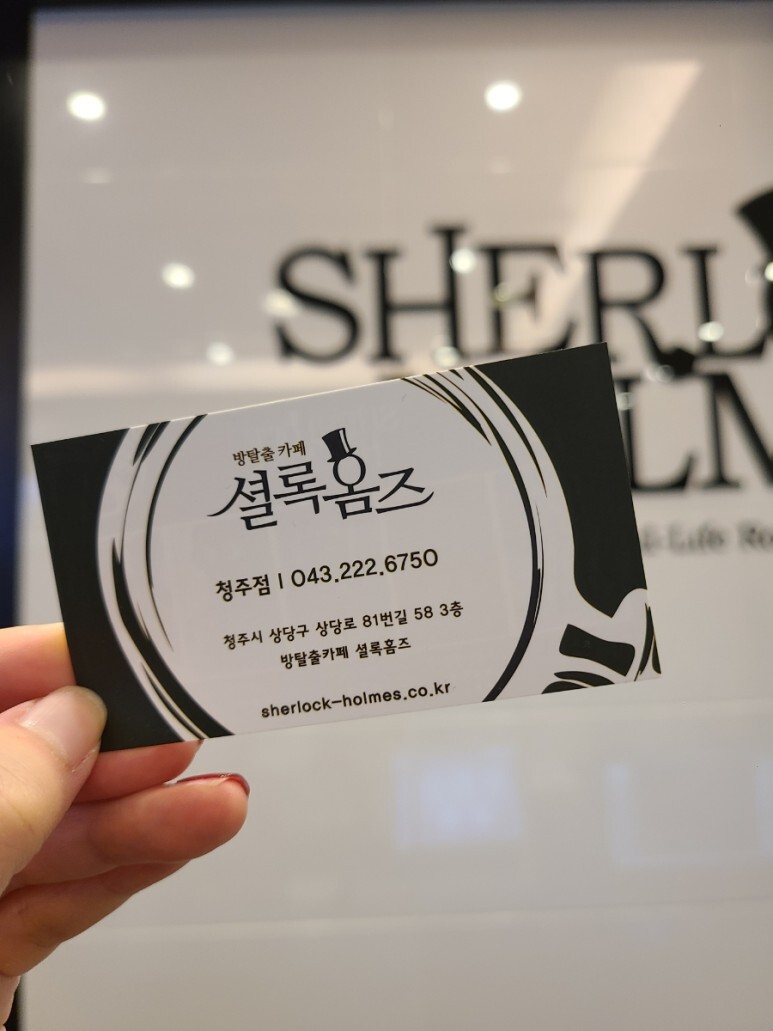 SHERL
방탈출 카페
셜록홈즈
청주점 | 043.222.6750
청주시 상당구 상당로 81번길 58 3층
방탈출카페 셜록홈즈
sherlock-holmes.co.kr